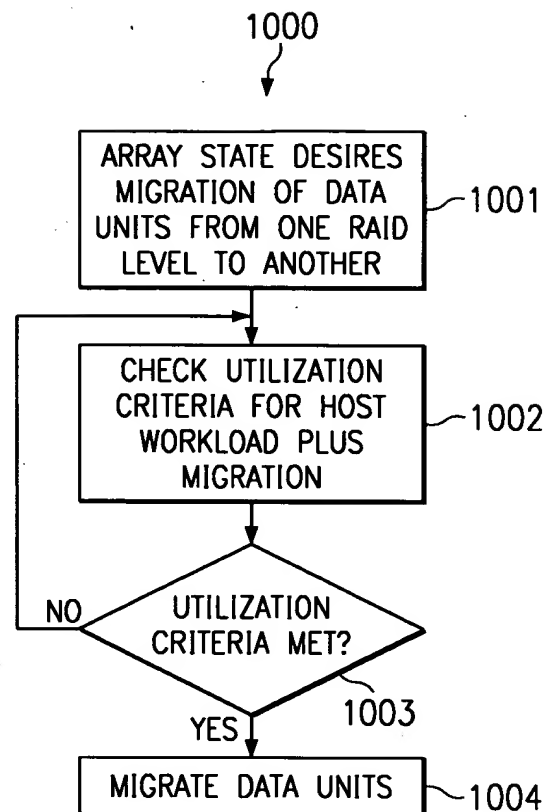 1000
ARRAY STATE DESIRES
MIGRATION OF DATA
UNITS FROM ONE RAID
LEVEL TO ANOTHER
1001
CHECK UTILIZATION
CRITERIA FOR HOST
WORKLOAD PLUS
MIGRATION
1002
NO
UTILIZATION
CRITERIA MET?
1003
YES
MIGRATE DATA UNITS
1004